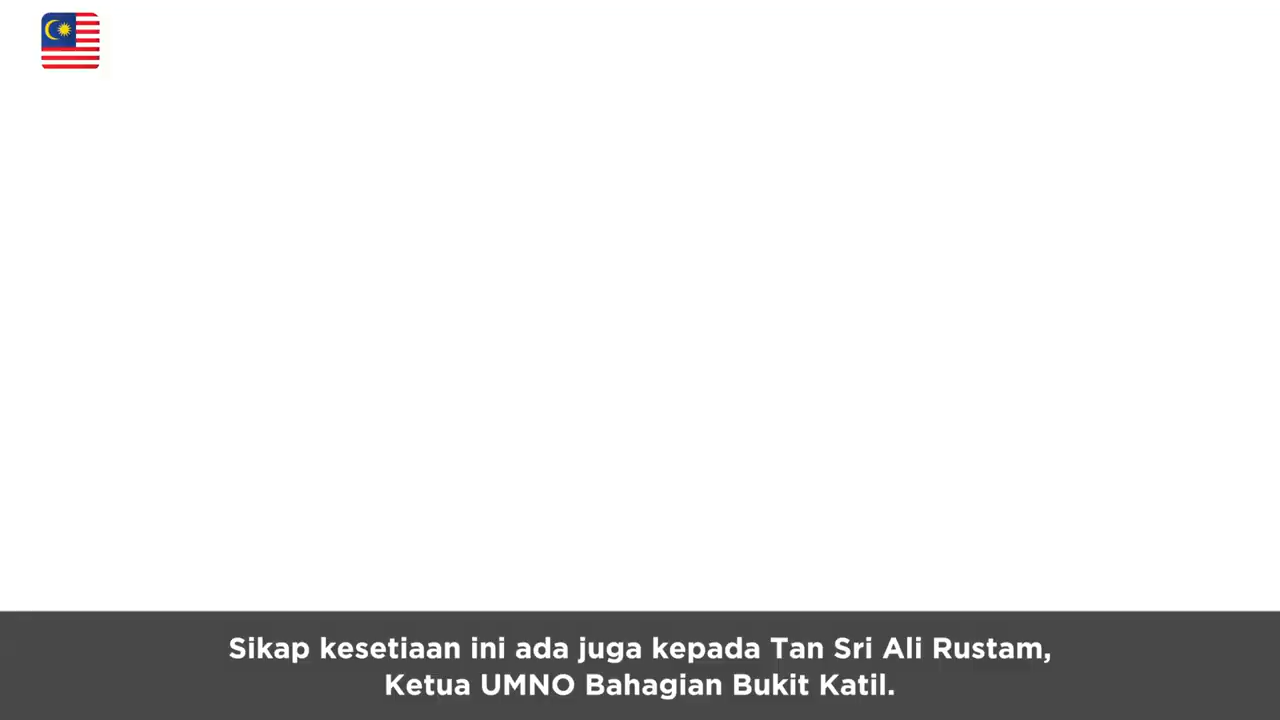 Sikap kesetiaan ini ada juga kepada Tan Sri Ali Rustam,
Ketua UMNO Bahagian Bukit Katil.